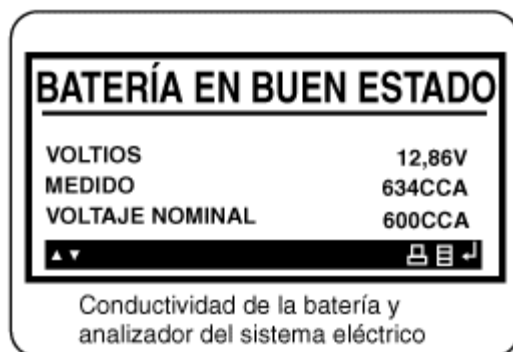 BATERÍA EN BUEN ESTADO
VOLTIOS 12,86V
MEDIDO 634CCA
VOLTAJE NOMINAL 600CCA
Conductividad de la batería y
analizador del sistema eléctrico